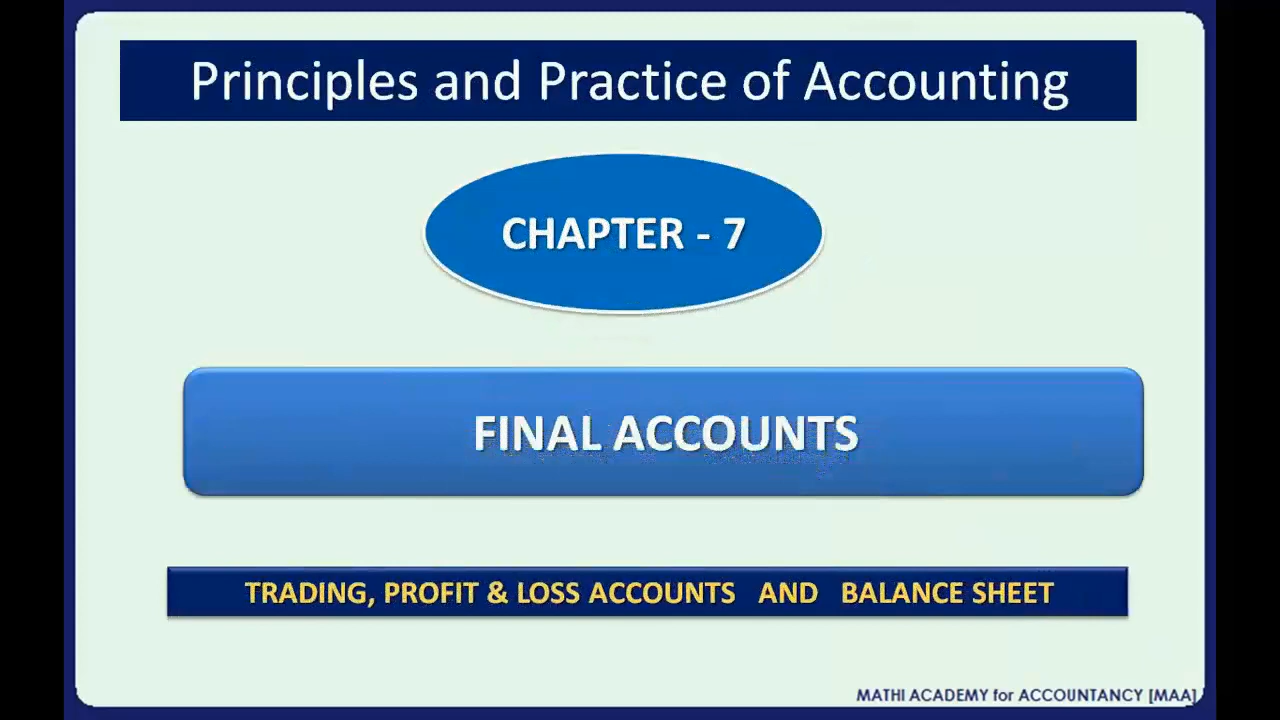 Principles and Practice of Accounting
CHAPTER - 7
FINAL ACCOUNTS
TRADING, PROFIT & LOSS ACCOUNTS AND BALANCE SHEET
MATHI ACADEMY for ACCOUNTANCY [MAA]